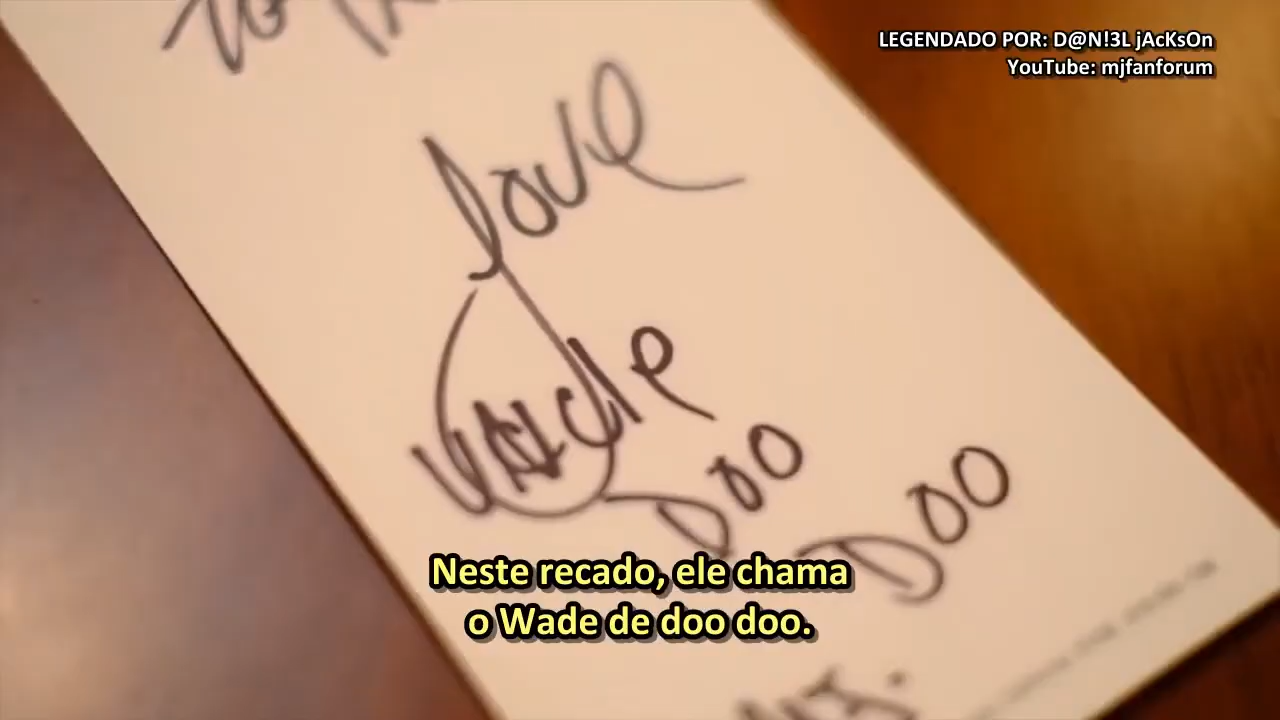 LEGENDADO POR: D@N!3L jAcKsOn
YouTube: mjfanforum
love
Uncle
DOO
DOO
Neste recado, ele chama
o Wade de doo doo.